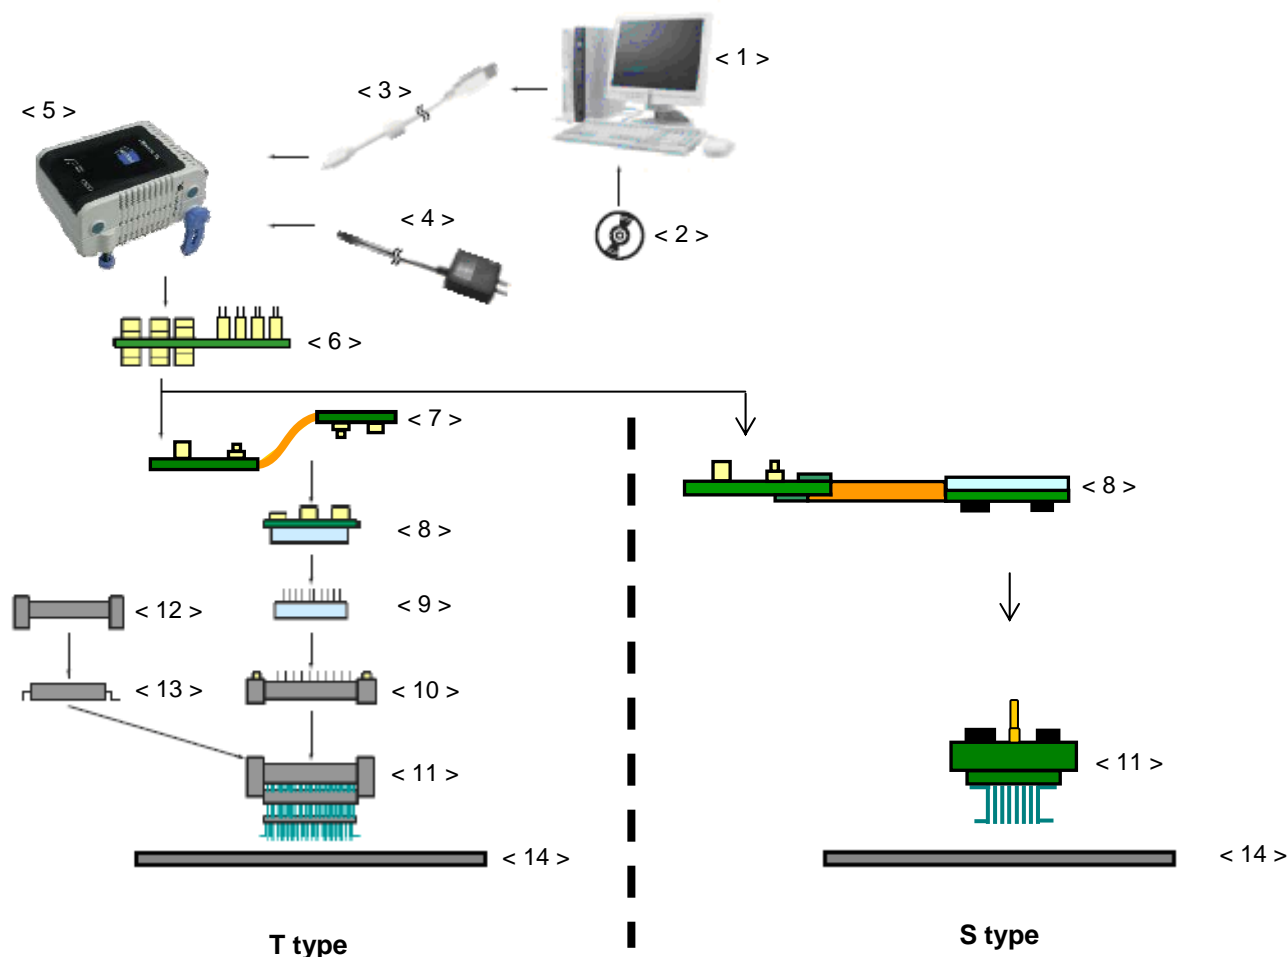 < 1 >
< 3 >
< 5 >
< 4 >
< 2 >
< 6 >
< 7 >
< 8 >
< 8 >
< 12 >
< 9 >
< 13 >
< 10 >
< 11 >
< 11 >
< 14 >
< 14 >
T type
S type